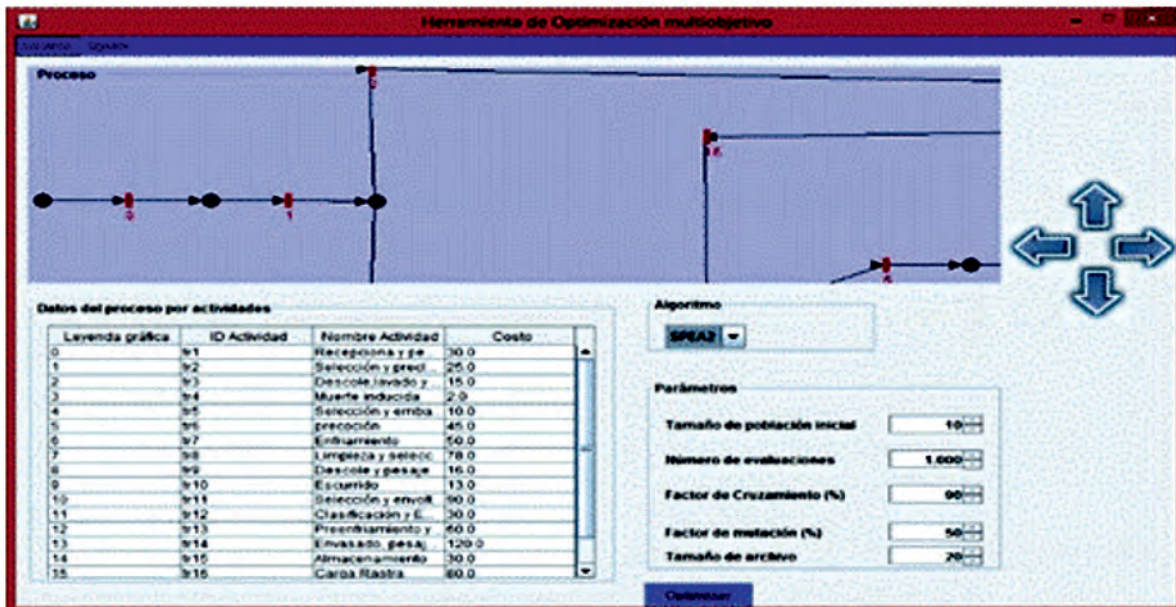 Herramienta de Optimización multiobjetivo
Proceso
0
1
2
Datos del proceso por actividades
Leyenda gráfica ID Actividad Nombre Actividad Costo
0 tr1 Recepciona y pe... 30.0
1 tr2 Selección y precl... 25.0
2 tr3 Descole,lavado y ... 15.0
3 tr4 Muerte inducida 2.0
4 tr5 Selección y emba... 10.0
5 tr6 precoción 45.0
6 tr7 Enfriamiento 50.0
7 tr8 Limpieza y selecc... 78.0
8 tr9 Descole y pesaje 16.0
9 tr10 Escurrido 13.0
10 tr11 Selección y envolt... 90.0
11 tr12 Clasificación y E... 30.0
12 tr13 Preenfriamiento y ... 60.0
13 tr14 Envasado, pesaj... 120.0
14 tr15 Almacenamiento 30.0
15 tr16 Carga Rastra 60.0
Algoritmo
SPEA2
Parámetros
Tamaño de población inicial 10
Número de evaluaciones 1.000
Factor de Cruzamiento (%) 90
Factor de mutación (%) 50
Tamaño de archivo 20
Optimizar